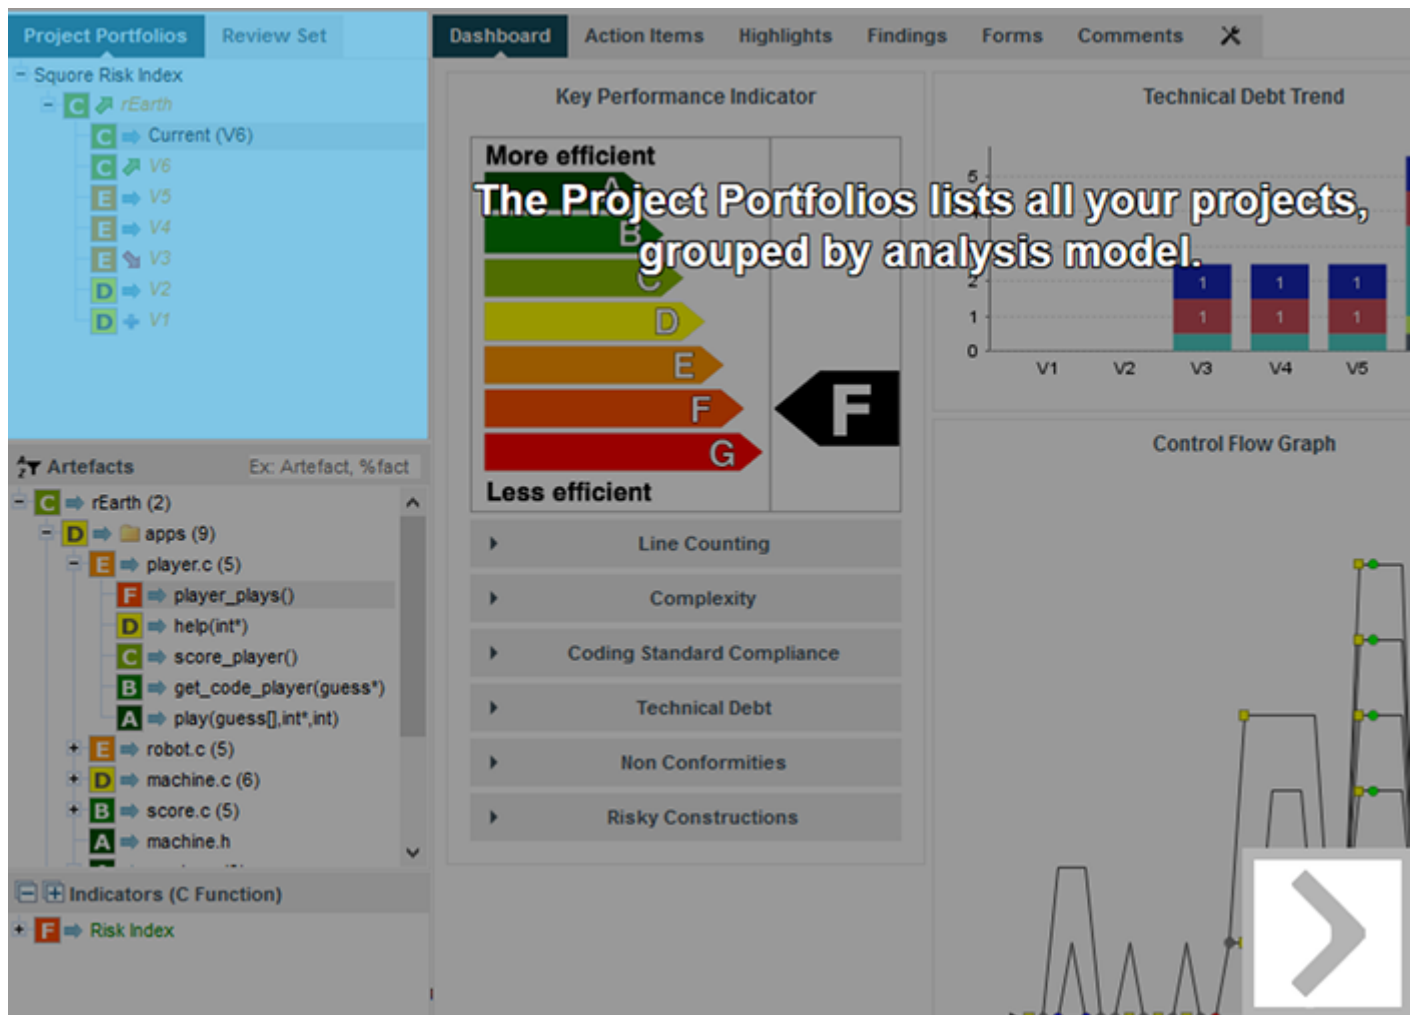 Project Portfolios
Review Set
Squore Risk Index
C rEarth
C Current (V6)
C V6
E V5
E V4
E V3
D V2
D V1
Artefacts
Ex: Artefact, %fact
C rEarth (2)
D apps (9)
E player.c (5)
F player_plays()
D help(int*)
C score_player()
B get_code_player(guess*)
A play(guess[],int*,int)
E robot.c (5)
D machine.c (6)
B score.c (5)
A machine.h
Indicators (C Function)
F Risk Index
Dashboard
Action Items
Highlights
Findings
Forms
Comments
The Project Portfolios lists all your projects,
grouped by analysis model.
Key Performance Indicator
More efficient
A
B
C
D
E
F
G
F
Less efficient
Line Counting
Complexity
Coding Standard Compliance
Technical Debt
Non Conformities
Risky Constructions
Technical Debt Trend
5
2
1
0
1 1 1
1 1 1
V1 V2 V3 V4 V5
Control Flow Graph